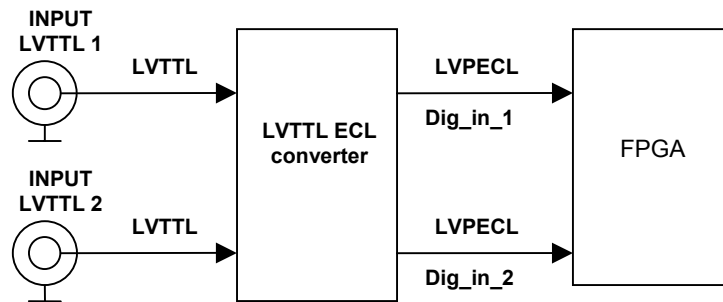 INPUT
LVTTL 1
LVTTL
LVPECL
Dig_in_1
LVTTL ECL
converter
FPGA
INPUT
LVTTL 2
LVTTL
LVPECL
Dig_in_2